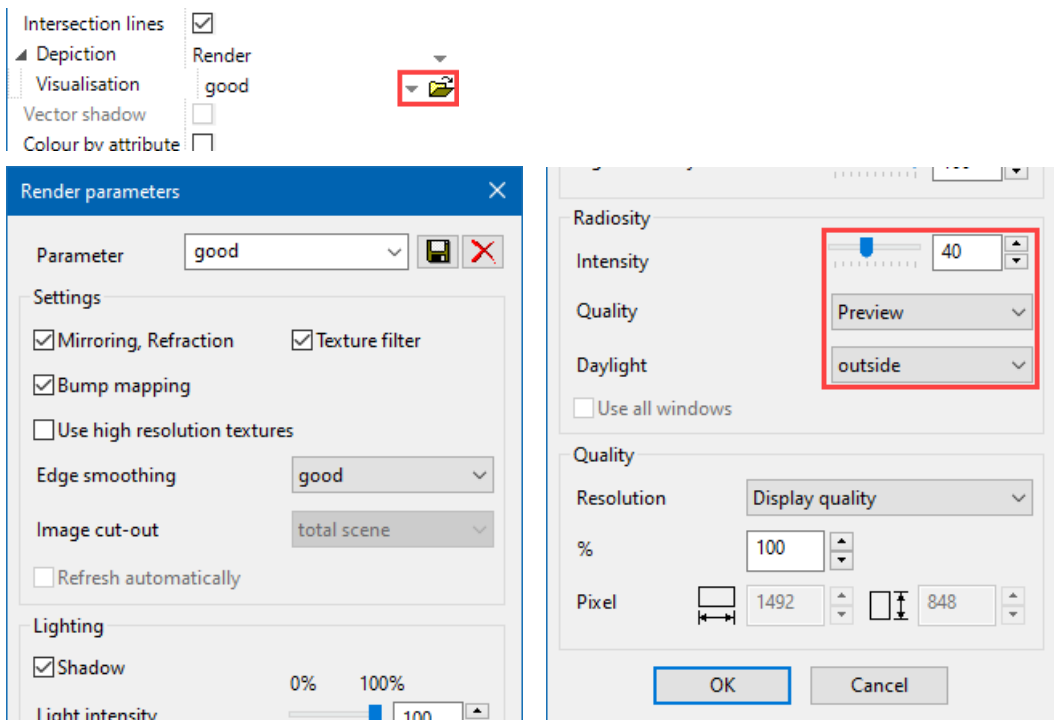 Intersection lines
Depiction Render
Visualisation good
Vector shadow
Colour by attribute
Render parameters
Parameter good
Settings
Mirroring, Refraction Texture filter
Bump mapping
Use high resolution textures
Edge smoothing good
Image cut-out total scene
Refresh automatically
Lighting
Shadow
0% 100%
Light intensity 100
Radiosity
Intensity 40
Quality Preview
Daylight outside
Use all windows
Quality
Resolution Display quality
% 100
Pixel 1492 848
OK Cancel